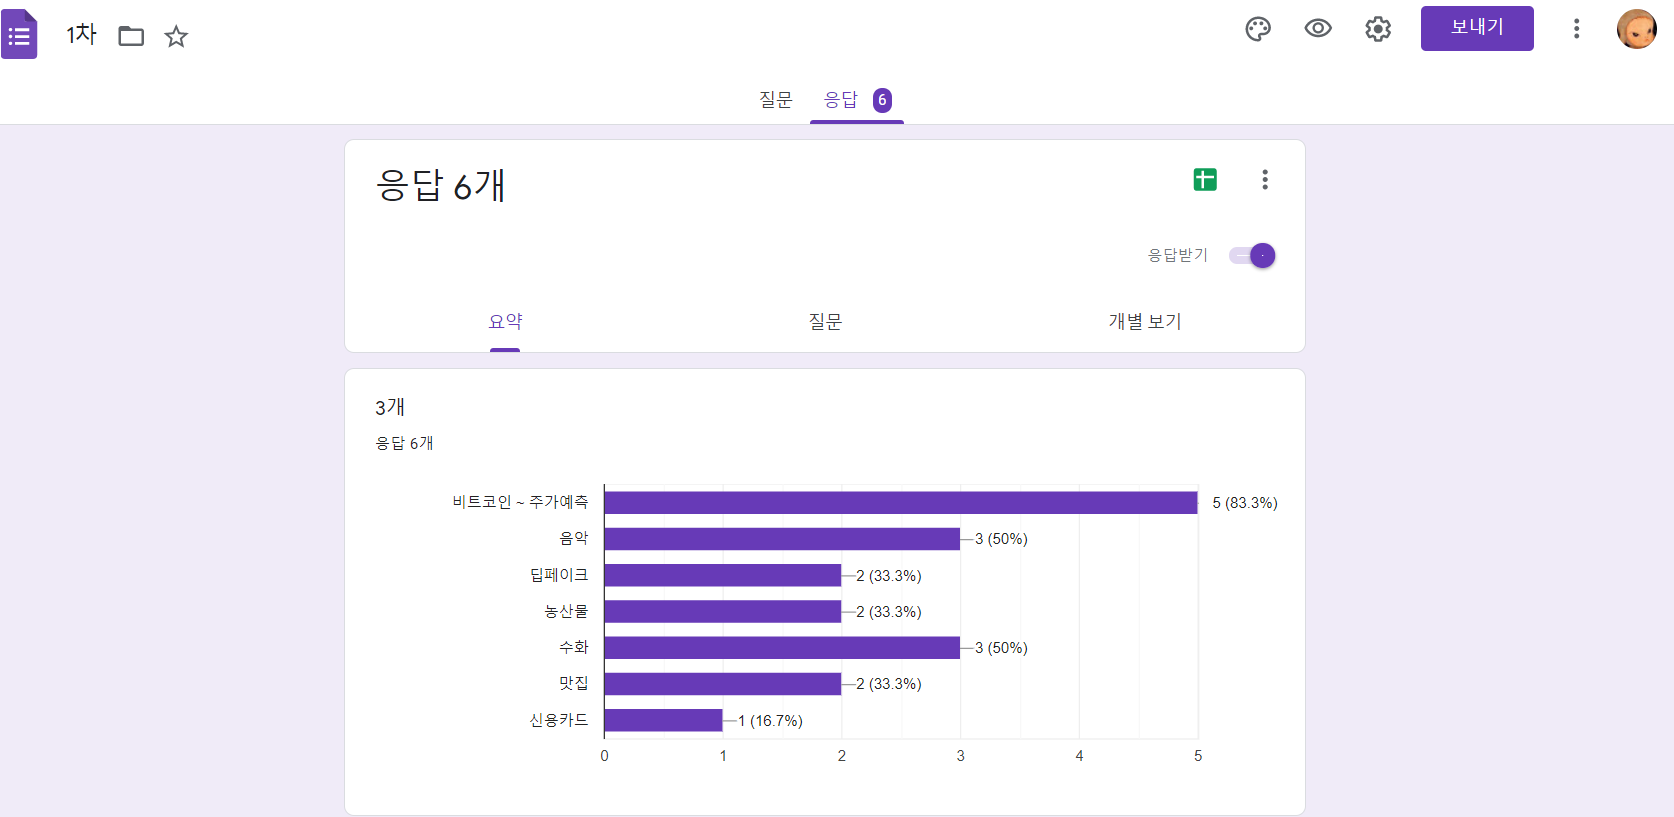 1차
보내기
질문 응답 6
응답 6개
응답받기
요약 질문 개별 보기
3개
응답 6개
비트코인 ~ 주가예측 5 (83.3%)
음악 3 (50%)
딥페이크 2 (33.3%)
농산물 2 (33.3%)
수화 3 (50%)
맛집 2 (33.3%)
신용카드 1 (16.7%)
0 1 2 3 4 5